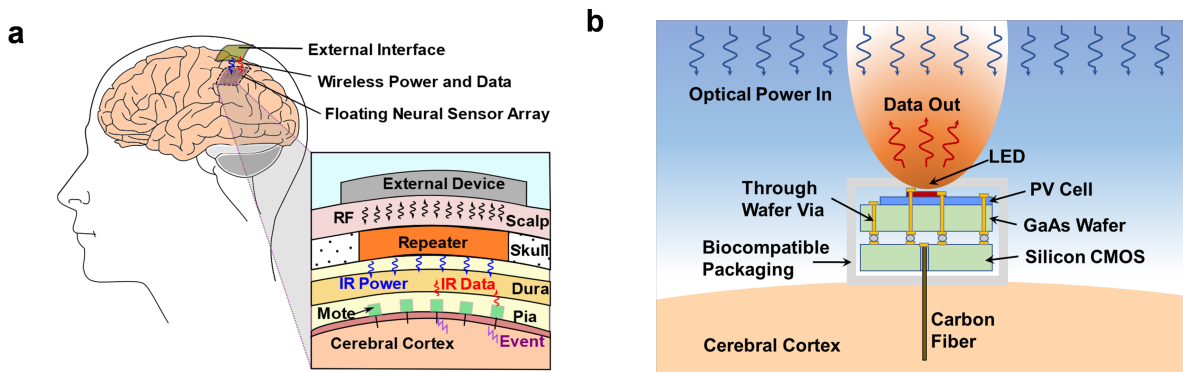 a
External Interface
Wireless Power and Data
Floating Neural Sensor Array
External Device
RF
Scalp
Repeater
Skull
IR Power
IR Data
Dura
Mote
Pia
Event
Cerebral Cortex
b
Optical Power In
Data Out
LED
Through
Wafer Via
PV Cell
GaAs Wafer
Biocompatible
Packaging
Silicon CMOS
Carbon
Fiber
Cerebral Cortex